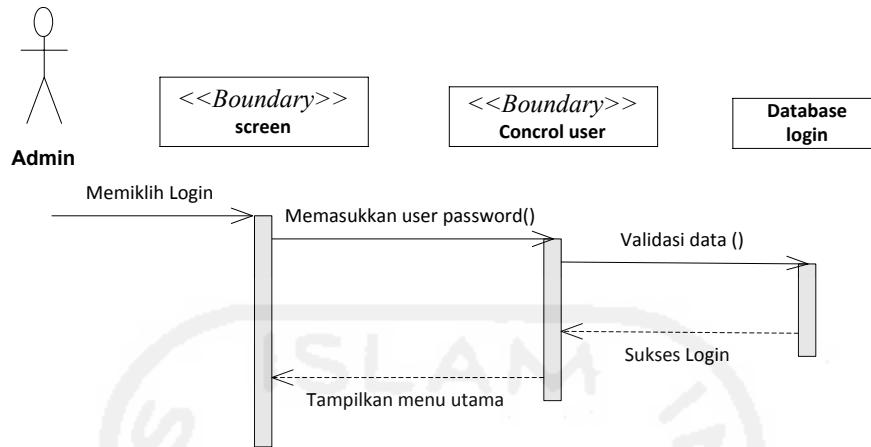 <<Boundary>>
screen
<<Boundary>>
Concrol user
Database
login
Admin
Memiklih Login
Memasukkan user password()
Validasi data ()
Sukses Login
Tampilkan menu utama
ISLAM